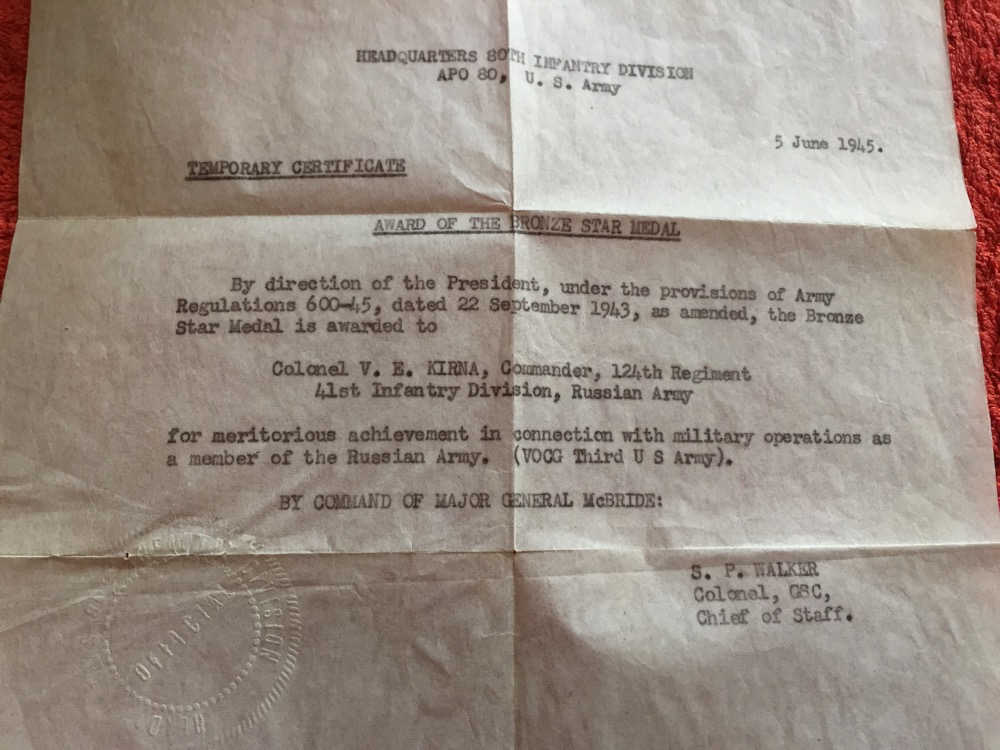 HEADQUARTERS 80TH INFANTRY DIVISION
APO 80, U. S. Army
5 June 1945.
TEMPORARY CERTIFICATE
AWARD OF THE BRONZE STAR MEDAL
By direction of the President, under the provisions of Army
Regulations 600-45, dated 22 September 1943, as amended, the Bronze
Star Medal is awarded to
Colonel V. E. KIRNA, Commander, 124th Regiment
41st Infantry Division, Russian Army
for meritorious achievement in connection with military operations as
a member of the Russian Army. (VOCG Third U S Army).
BY COMMAND OF MAJOR GENERAL McBRIDE:
S. P. WALKER
Colonel, GSC,
Chief of Staff.
OFFICIAL